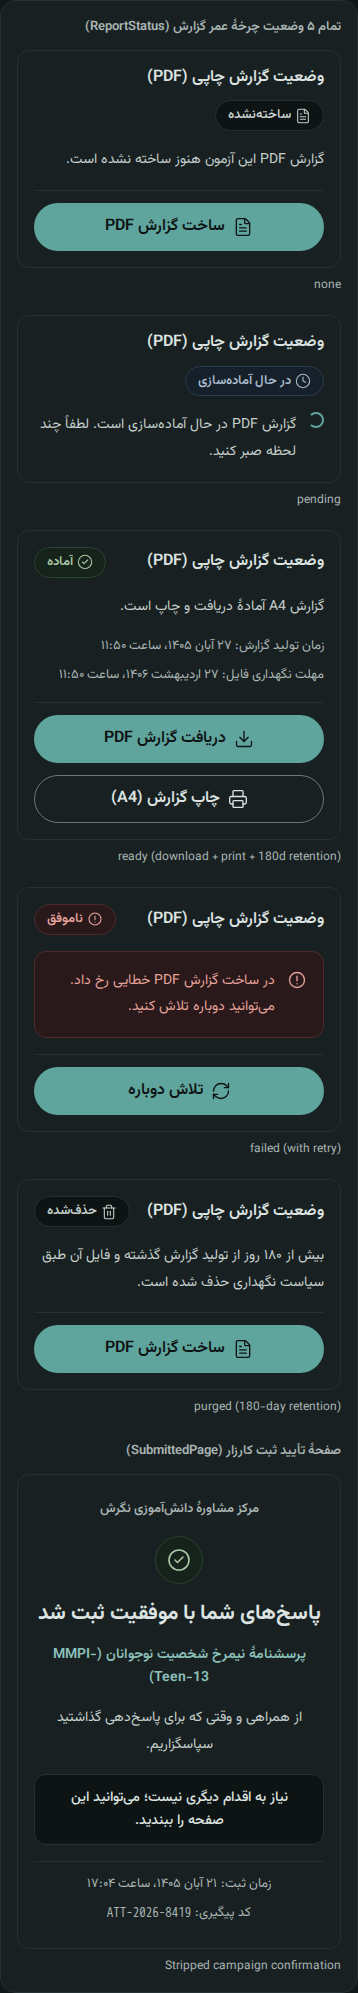 تمام ۵ وضعیت چرخهٔ عمر گزارش (ReportStatus)
وضعیت گزارش چاپی (PDF)
ساخته‌نشده
گزارش PDF این آزمون هنوز ساخته نشده است.
ساخت گزارش PDF
none
وضعیت گزارش چاپی (PDF)
در حال آماده‌سازی
گزارش PDF در حال آماده‌سازی است. لطفاً چند
لحظه صبر کنید.
pending
وضعیت گزارش چاپی (PDF)
آماده
گزارش A4 آمادهٔ دریافت و چاپ است.
زمان تولید گزارش: ۲۷ آبان ۱۴۰۵، ساعت ۱۱:۵۰
مهلت نگهداری فایل: ۲۷ اردیبهشت ۱۴۰۶، ساعت ۱۱:۵۰
دریافت گزارش PDF
چاپ گزارش (A4)
ready (download + print + 180d retention)
وضعیت گزارش چاپی (PDF)
ناموفق
در ساخت گزارش PDF خطایی رخ داد.
می‌توانید دوباره تلاش کنید.
تلاش دوباره
failed (with retry)
وضعیت گزارش چاپی (PDF)
حذف‌شده
بیش از ۱۸۰ روز از تولید گزارش گذشته و فایل آن طبق
سیاست نگهداری حذف شده است.
ساخت گزارش PDF
purged (180-day retention)
صفحهٔ تأیید ثبت کارزار (SubmittedPage)
مرکز مشاورهٔ دانش‌آموزی نگرش
پاسخ‌های شما با موفقیت ثبت شد
پرسشنامهٔ نیمرخ شخصیت نوجوانان (MMPI-
Teen-13)
از همراهی و وقتی که برای پاسخ‌دهی گذاشتید
سپاسگزاریم.
نیاز به اقدام دیگری نیست؛ می‌توانید این
صفحه را ببندید.
زمان ثبت: ۲۱ آبان ۱۴۰۵، ساعت ۱۷:۰۴
کد پیگیری: ATT-2026-8419
Stripped campaign confirmation